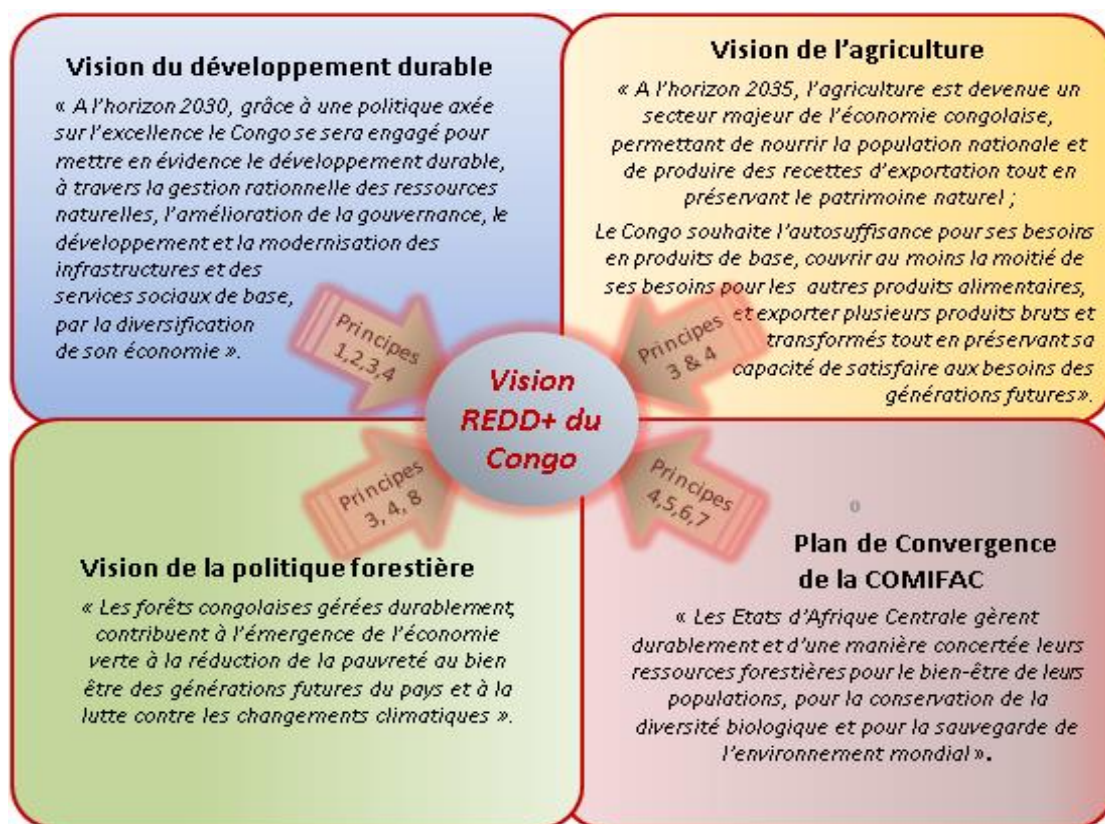 Vision du développement durable
« A l'horizon 2030, grâce à une politique axée
sur l'excellence le Congo se sera engagé pour
mettre en évidence le développement durable,
à travers la gestion rationnelle des ressources
naturelles, l'amélioration de la gouvernance, le
développement et la modernisation des
infrastructures et des
services sociaux de base,
par la diversification
de son économie ».
Principes
1,2,3,4
Vision de l'agriculture
« A l'horizon 2035, l'agriculture est devenue un
secteur majeur de l'économie congolaise,
permettant de nourrir la population nationale et
de produire des recettes d'exportation tout en
préservant le patrimoine naturel ;
Le Congo souhaite l'autosuffisance pour ses besoins
en produits de base, couvrir au moins la moitié de
ses besoins pour les autres produits alimentaires,
et exporter plusieurs produits bruts et
transformés tout en préservant sa
capacité de satisfaire aux besoins des
générations futures».
Principes
3 & 4
Vision
REDD+ du
Congo
Principes
3, 4, 8
Vision de la politique forestière
« Les forêts congolaises gérées durablement,
contribuent à l'émergence de l'économie
verte à la réduction de la pauvreté au bien
être des générations futures du pays et à la
lutte contre les changements climatiques ».
Principes
4,5,6,7
o
Plan de Convergence
de la COMIFAC
« Les Etats d'Afrique Centrale gèrent
durablement et d'une manière concertée leurs
ressources forestières pour le bien-être de leurs
populations, pour la conservation de la
diversité biologique et pour la sauvegarde de
l'environnement mondial ».